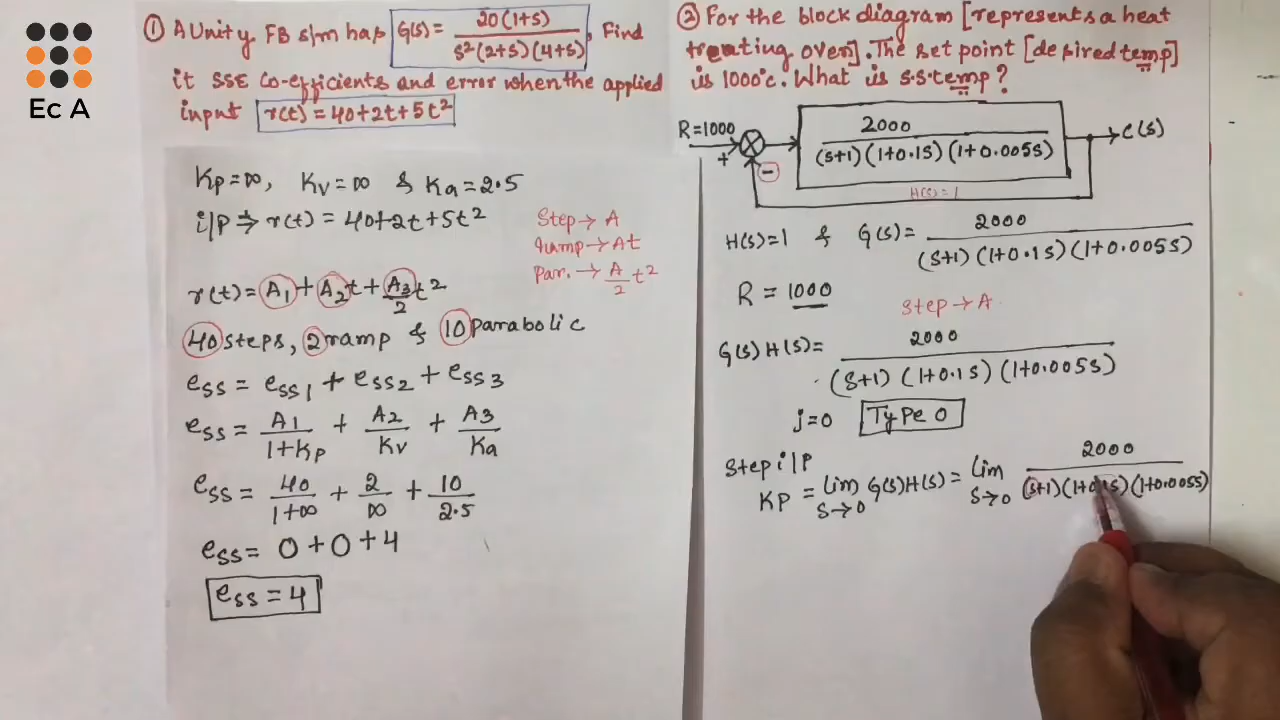 Ec A
① A Unity FB s/m has G(s) = 20(1+s) / s²(2+s)(4+s), Find
it SSE Co-efficients and error when the applied
input r(t) = 40+2t+5t²
Kp=∞, Kv=∞ & Ka=2.5
i/p ⇒ r(t) = 40+2t+5t²
Step → A
ramp → At
Par. → A/2 t²
r(t) = A1 + A2t + A3/2 t²
40 steps, 2 ramp & 10 parabolic
ess = ess1 + ess2 + ess3
ess = A1/1+Kp + A2/Kv + A3/Ka
ess = 40/1+∞ + 2/∞ + 10/2.5
ess = 0+0+4
ess = 4
② For the block diagram [represents a heat
treating oven]. The set point [desired temp]
is 1000°c. What is s.s temp?
R=1000
+
−
2000 / (s+1)(1+0.1s)(1+0.005s)
C(s)
H(s)=1
H(s)=1 & G(s) = 2000 / (s+1)(1+0.1s)(1+0.005s)
R = 1000
Step → A
G(s)H(s) = 2000 / (s+1)(1+0.1s)(1+0.005s)
j=0 Type 0
Step i/p
Kp = Lim s→0 G(s)H(s) = Lim s→0 2000 / (s+1)(1+0.1s)(1+0.005s)